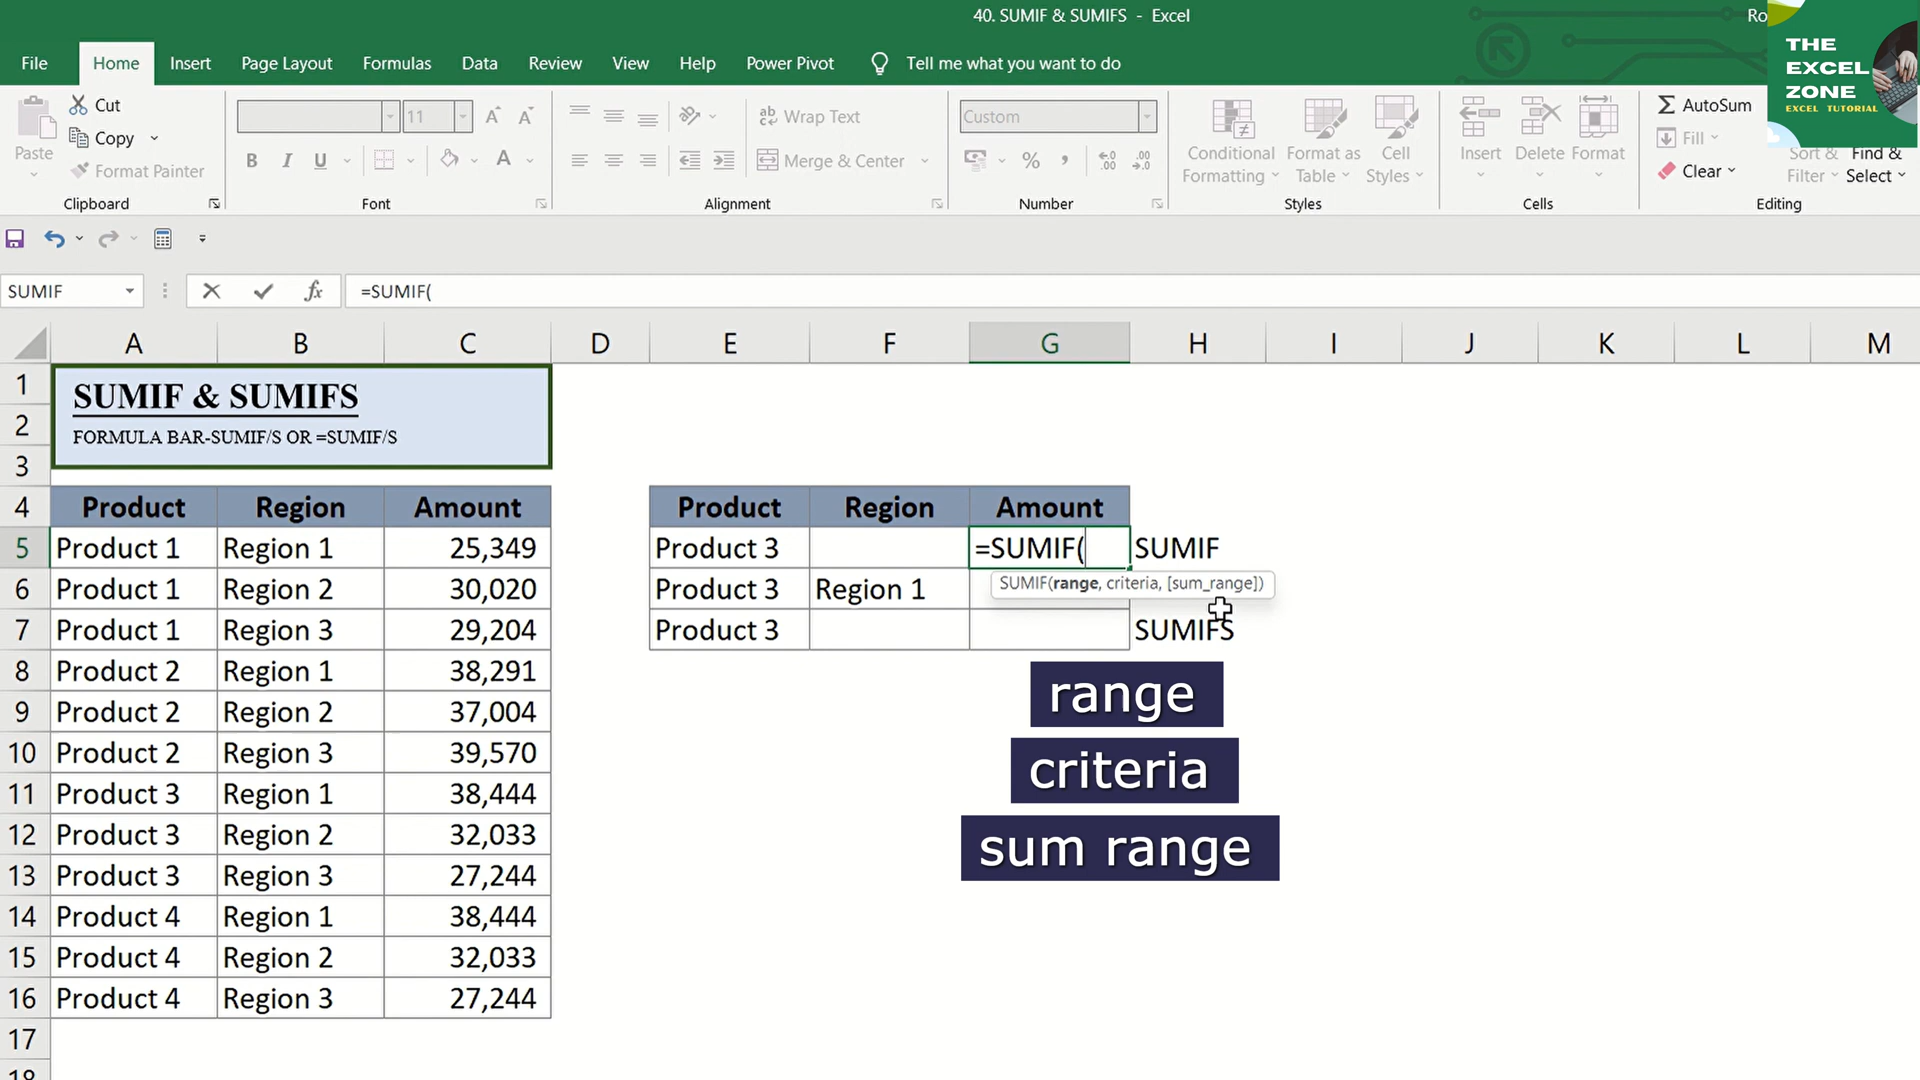 40. SUMIF & SUMIFS - Excel
Ro
THE
EXCEL
ZONE
EXCEL TUTORIAL
File Home Insert Page Layout Formulas Data Review View Help Power Pivot Tell me what you want to do
Paste
Cut
Copy
Format Painter
Clipboard
11
B I U A
Font
Wrap Text
Merge & Center
Alignment
Custom
% ,
Number
Conditional
Formatting
Format as
Table
Cell
Styles
Styles
Insert Delete Format
Cells
AutoSum
Fill
Clear
Sort &
Filter
Find &
Select
Editing
SUMIF fx =SUMIF(
A B C D E F G H I J K L M
1
2
3
SUMIF & SUMIFS
FORMULA BAR-SUMIF/S OR =SUMIF/S
4 Product Region Amount Product Region Amount
5 Product 1 Region 1 25,349 Product 3 =SUMIF( SUMIF
SUMIF(range, criteria, [sum_range])
6 Product 1 Region 2 30,020 Product 3 Region 1
7 Product 1 Region 3 29,204 Product 3 SUMIFS
8 Product 2 Region 1 38,291
9 Product 2 Region 2 37,004
10 Product 2 Region 3 39,570
11 Product 3 Region 1 38,444
12 Product 3 Region 2 32,033
13 Product 3 Region 3 27,244
14 Product 4 Region 1 38,444
15 Product 4 Region 2 32,033
16 Product 4 Region 3 27,244
17
18
range
criteria
sum range